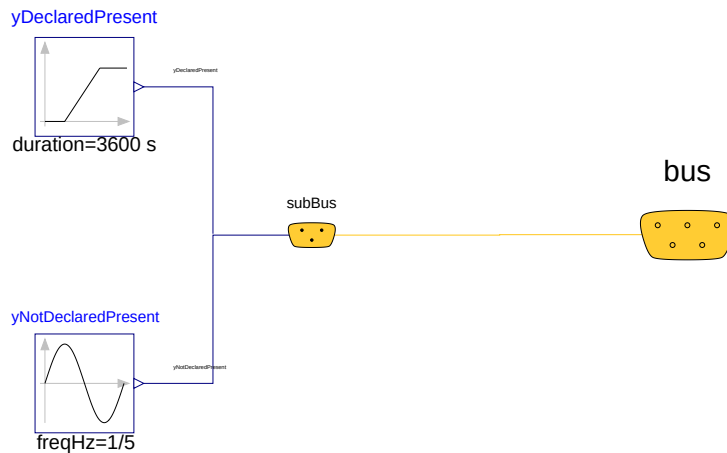 yDeclaredPresent
yDeclaredPresent
duration=3600 s
bus
subBus
yNotDeclaredPresent
yNotDeclaredPresent
freqHz=1/5